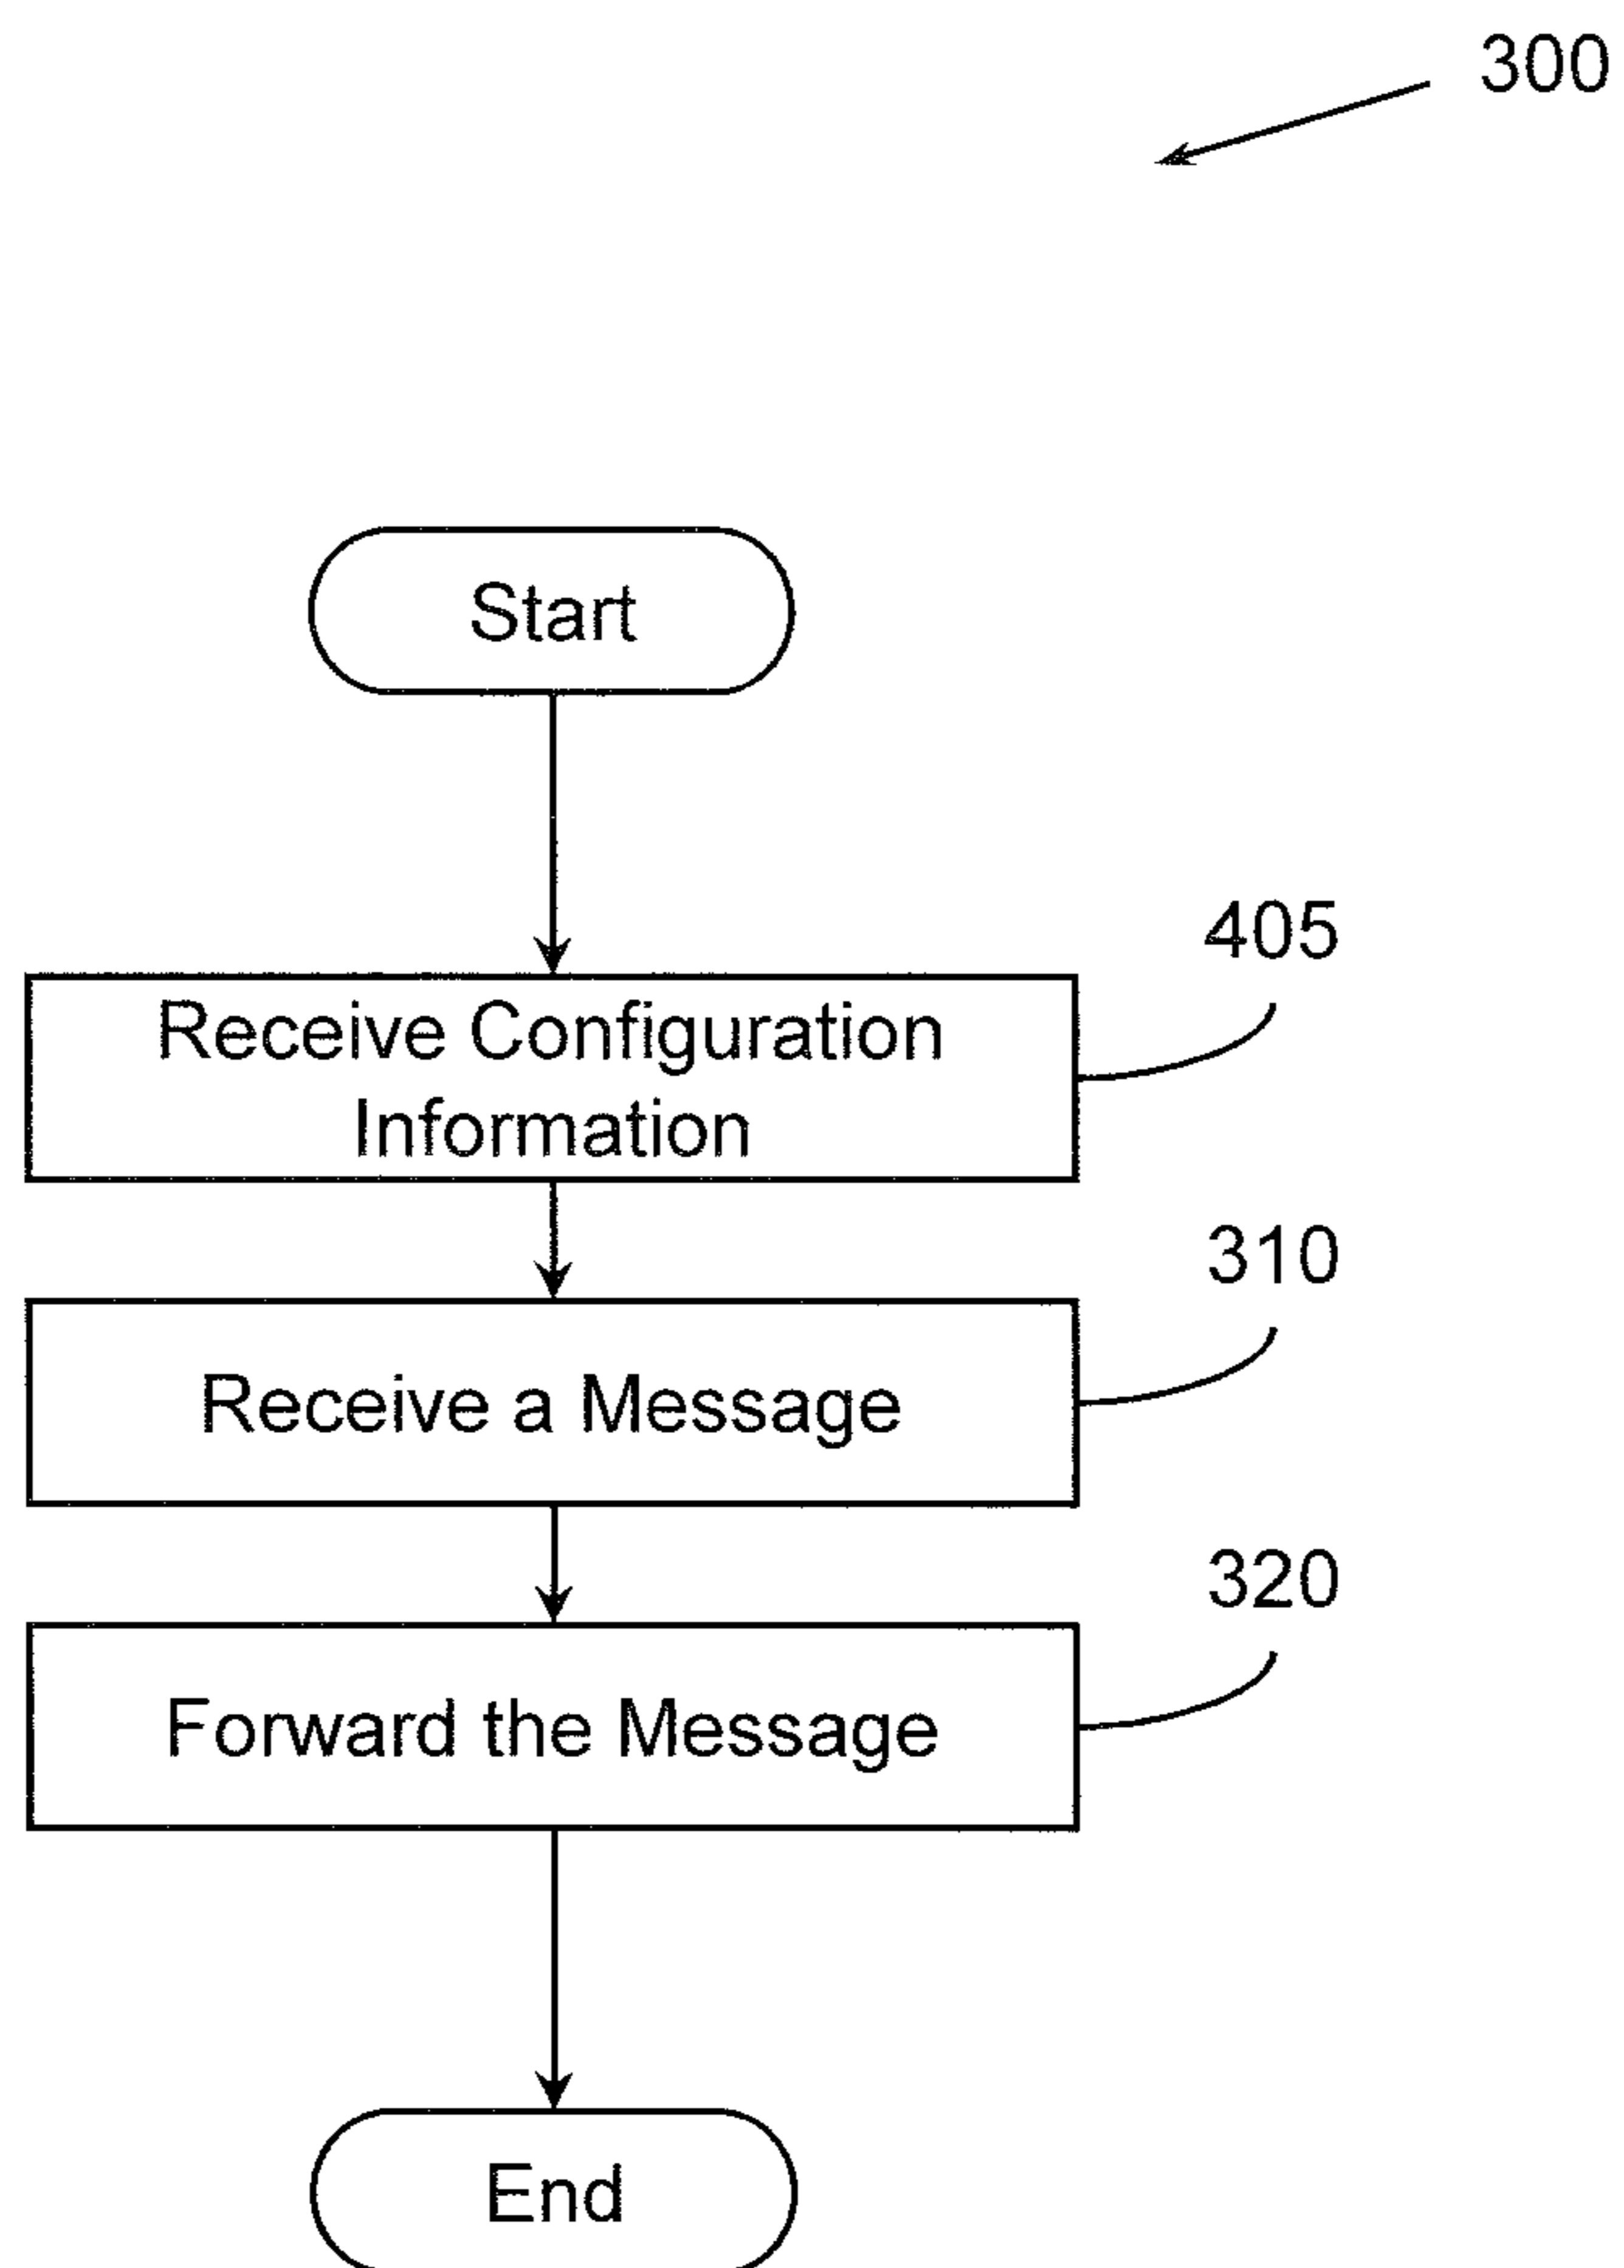 300
Start
405
Receive Configuration
Information
310
Receive a Message
320
Forward the Message
End